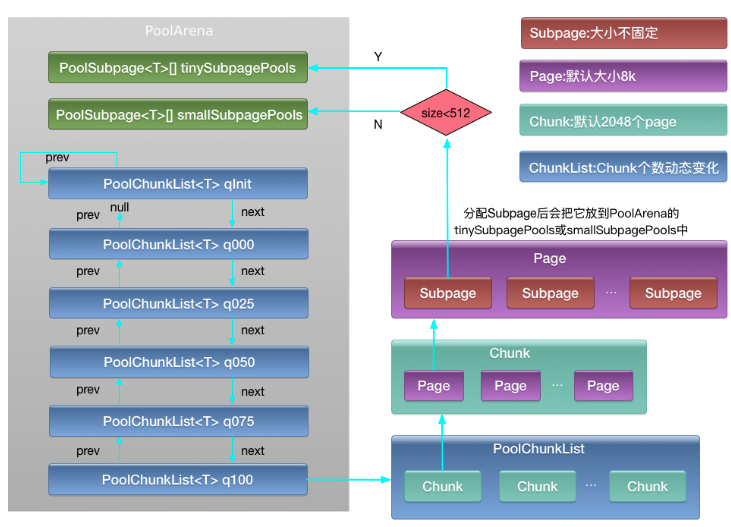 PoolArena
PoolSubpage<T>[] tinySubpagePools
PoolSubpage<T>[] smallSubpagePools
prev
PoolChunkList<T> qInit
null
prev
next
PoolChunkList<T> q000
prev
next
PoolChunkList<T> q025
prev
next
PoolChunkList<T> q050
prev
next
PoolChunkList<T> q075
prev
next
PoolChunkList<T> q100
Y
size<512
N
Subpage:大小不固定
Page:默认大小8k
Chunk:默认2048个page
ChunkList:Chunk个数动态变化
分配Subpage后会把它放到PoolArena的
tinySubpagePools或smallSubpagePools中
Page
Subpage Subpage ... Subpage
Chunk
Page Page ... Page
PoolChunkList
Chunk Chunk ... Chunk